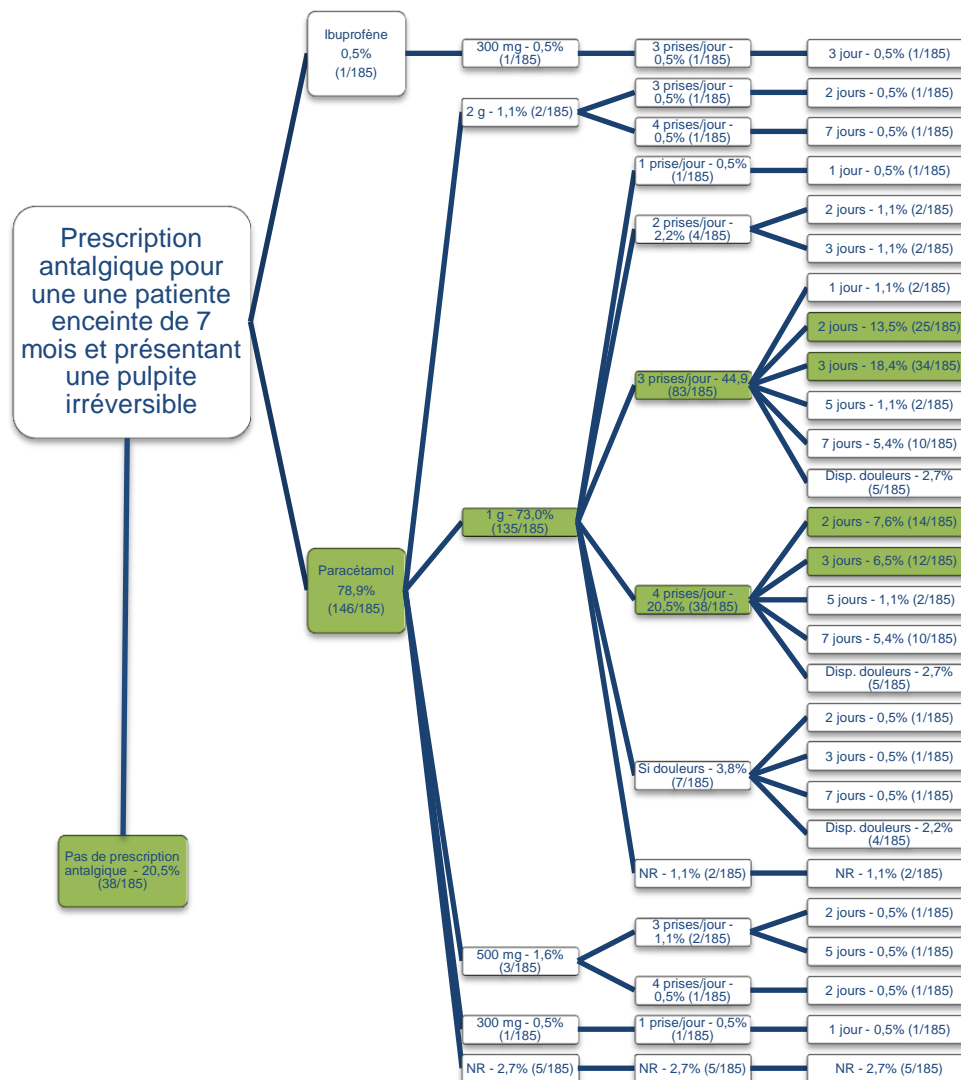 Ibuprofène
0,5%
(1/185)
300 mg - 0,5%
(1/185)
3 prises/jour -
0,5% (1/185)
3 jour - 0,5% (1/185)
2 g - 1,1% (2/185)
3 prises/jour -
0,5% (1/185)
2 jours - 0,5% (1/185)
4 prises/jour -
0,5% (1/185)
7 jours - 0,5% (1/185)
1 prise/jour - 0,5%
(1/185)
1 jour - 0,5% (1/185)
2 prises/jour -
2,2% (4/185)
2 jours - 1,1% (2/185)
3 jours - 1,1% (2/185)
Prescription
antalgique pour
une une patiente
enceinte de 7
mois et présentant
une pulpite
irréversible
1 jour - 1,1% (2/185)
2 jours - 13,5% (25/185)
3 jours - 18,4% (34/185)
3 prises/jour - 44,9
(83/185)
5 jours - 1,1% (2/185)
7 jours - 5,4% (10/185)
Disp. douleurs - 2,7%
(5/185)
1 g - 73,0%
(135/185)
Paracétamol
78,9%
(146/185)
2 jours - 7,6% (14/185)
3 jours - 6,5% (12/185)
4 prises/jour -
20,5% (38/185)
5 jours - 1,1% (2/185)
7 jours - 5,4% (10/185)
Disp. douleurs - 2,7%
(5/185)
2 jours - 0,5% (1/185)
3 jours - 0,5% (1/185)
Si douleurs - 3,8%
(7/185)
7 jours - 0,5% (1/185)
Disp. douleurs - 2,2%
(4/185)
Pas de prescription
antalgique - 20,5%
(38/185)
NR - 1,1% (2/185)
NR - 1,1% (2/185)
500 mg - 1,6%
(3/185)
3 prises/jour -
1,1% (2/185)
2 jours - 0,5% (1/185)
5 jours - 0,5% (1/185)
4 prises/jour -
0,5% (1/185)
2 jours - 0,5% (1/185)
300 mg - 0,5%
(1/185)
1 prise/jour - 0,5%
(1/185)
1 jour - 0,5% (1/185)
NR - 2,7% (5/185)
NR - 2,7% (5/185)
NR - 2,7% (5/185)